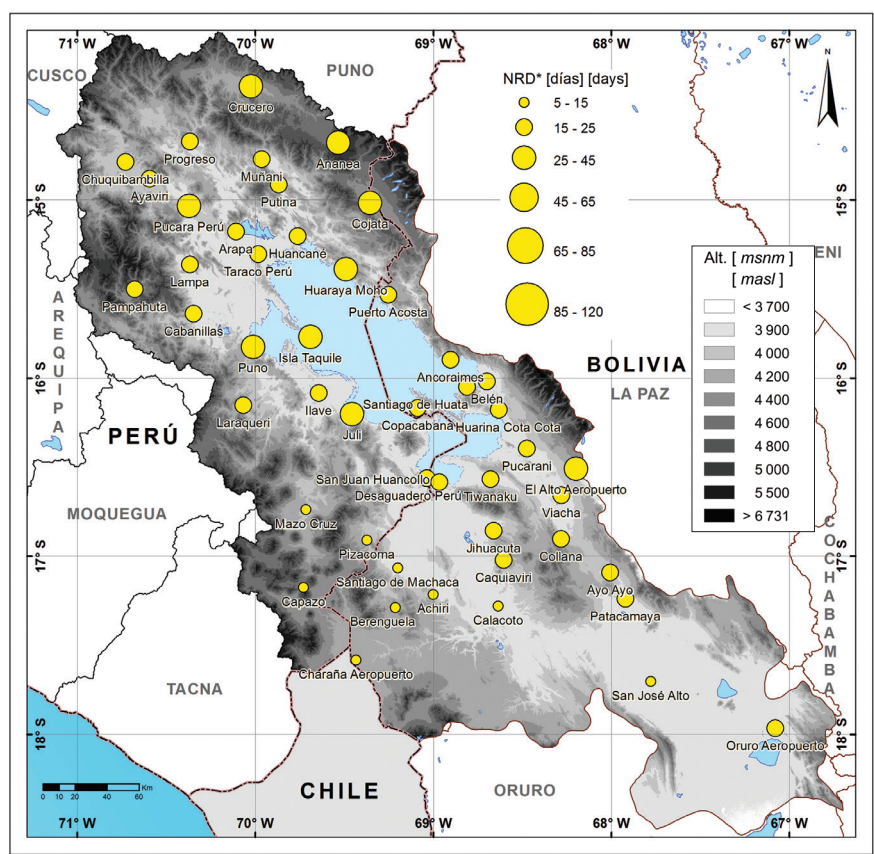 71° W
70° W
69° W
68° W
67° W
N
CUSCO
PUNO
NRD* [días] [days]
5 - 15
15 - 25
25 - 45
45 - 65
65 - 85
85 - 120
Crucero
Progreso
Ananea
Chuquibambilla
Muñani
Ayaviri
Putina
15° S
15° S
Pucara Perú
Cojata
Arapa
Huancané
Taraco Perú
Lampa
Huaraya Moho
Pampahuta
Puerto Acosta
Cabanillas
ENI
Alt. [ msnm ]
[ masl ]
< 3 700
3 900
4 000
4 200
4 400
4 600
4 800
5 000
5 500
> 6 731
AREQUIPA
Isla Taquile
Puno
16° S
16° S
BOLIVIA
LA PAZ
Ancoraimes
Belén
Ilave
Santiago de Huata
Laraqueri
Juli
Copacabana
Huarina Cota Cota
PERÚ
Pucarani
San Juan Huancollo
El Alto Aeropuerto
Desaguadero Perú
Tiwanaku
Viacha
MOQUEGUA
Mazo Cruz
Jihuacuta
Collana
Pizacoma
17° S
17° S
Caquiaviri
Santiago de Machaca
Ayo Ayo
Capazo
Achiri
Patacamaya
Berenguela
Calacoto
COCHABAMBA
Charaña Aeropuerto
TACNA
San José Alto
18° S
18° S
Oruro Aeropuerto
CHILE
ORURO
0 10 20 40 60 Km
71° W
70° W
69° W
68° W
67° W